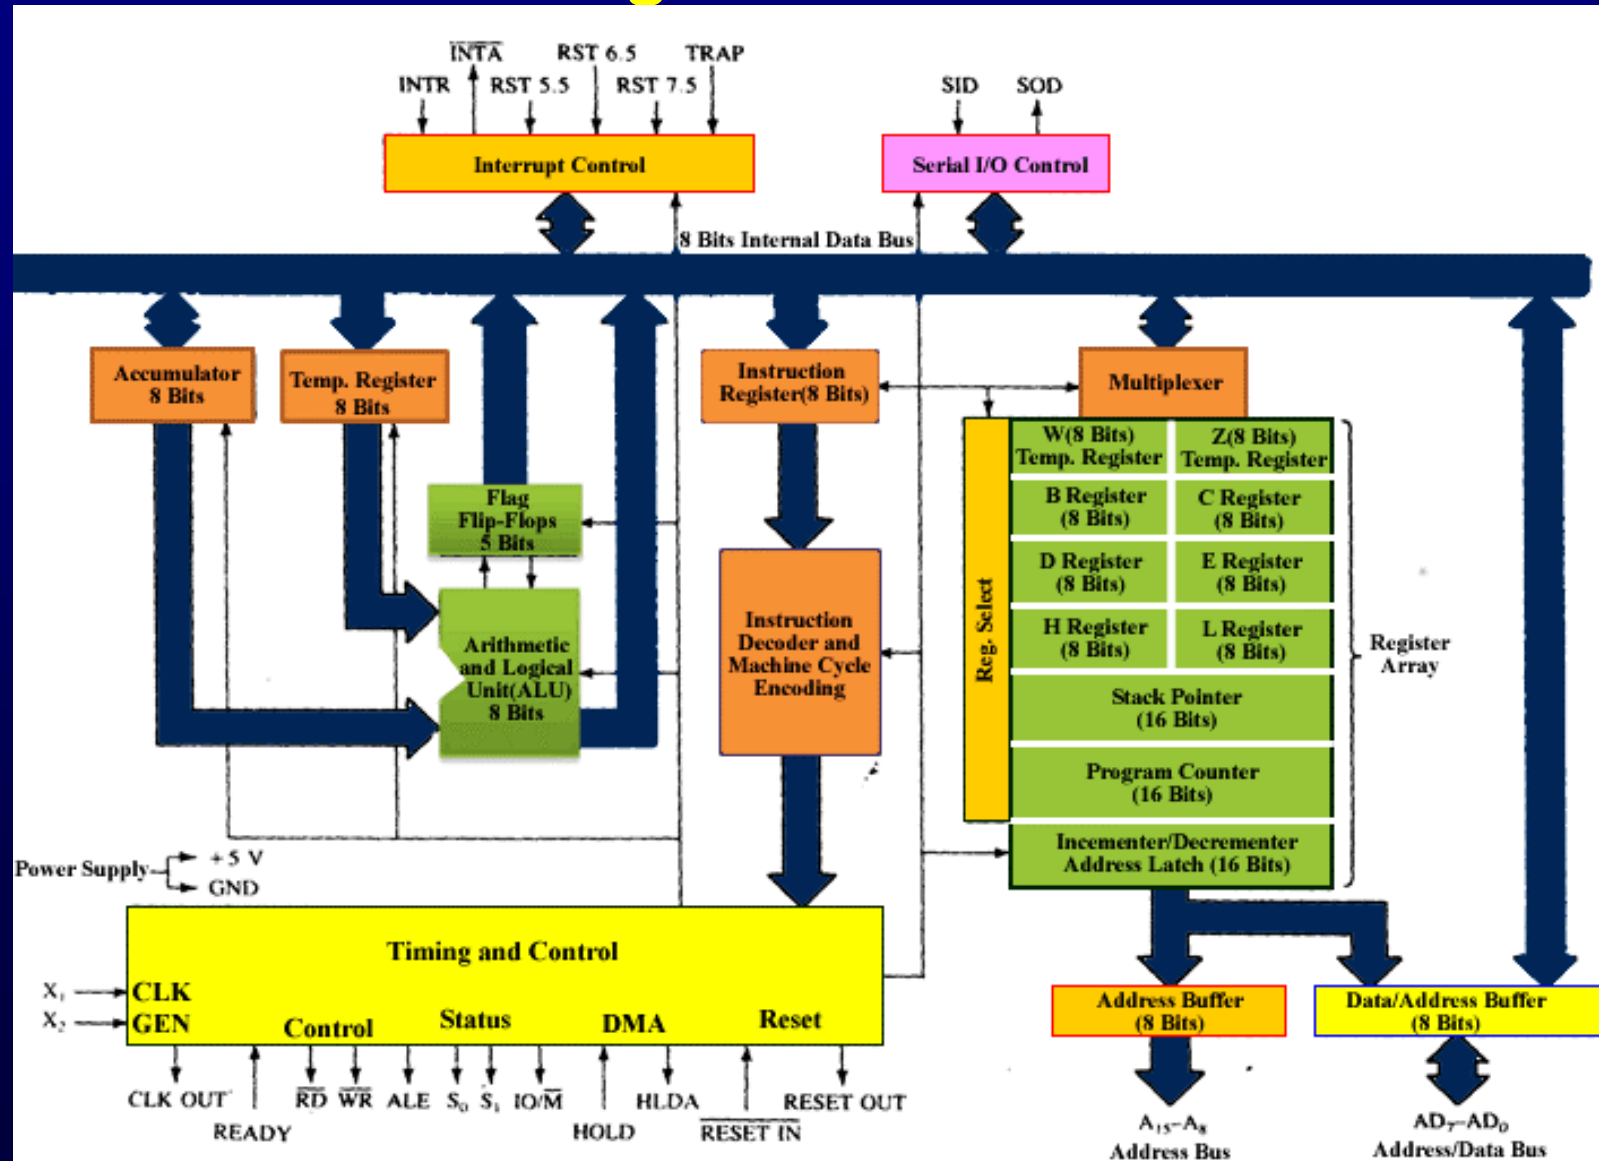 INTA
RST 6.5
TRAP
INTR
RST 5.5
RST 7.5
SID
SOD
Interrupt Control
Serial I/O Control
8 Bits Internal Data Bus
Accumulator
8 Bits
Temp. Register
8 Bits
Instruction
Register(8 Bits)
Multiplexer
W(8 Bits)
Temp. Register
Z(8 Bits)
Temp. Register
Flag
Flip-Flops
5 Bits
B Register
(8 Bits)
C Register
(8 Bits)
D Register
(8 Bits)
E Register
(8 Bits)
Reg. Select
Arithmetic
and Logical
Unit(ALU)
8 Bits
Instruction
Decoder and
Machine Cycle
Encoding
H Register
(8 Bits)
L Register
(8 Bits)
Register
Array
Stack Pointer
(16 Bits)
Program Counter
(16 Bits)
Incementer/Decrementer
Address Latch (16 Bits)
Power Supply
+5 V
GND
Timing and Control
X₁
CLK
X₂
GEN
Control
Status
DMA
Reset
Address Buffer
(8 Bits)
Data/Address Buffer
(8 Bits)
CLK OUT
READY
RD
WR
ALE
S₀
S₁
IO/M
HOLD
HLDA
RESET IN
RESET OUT
A₁₅–A₈
Address Bus
AD₇–AD₀
Address/Data Bus